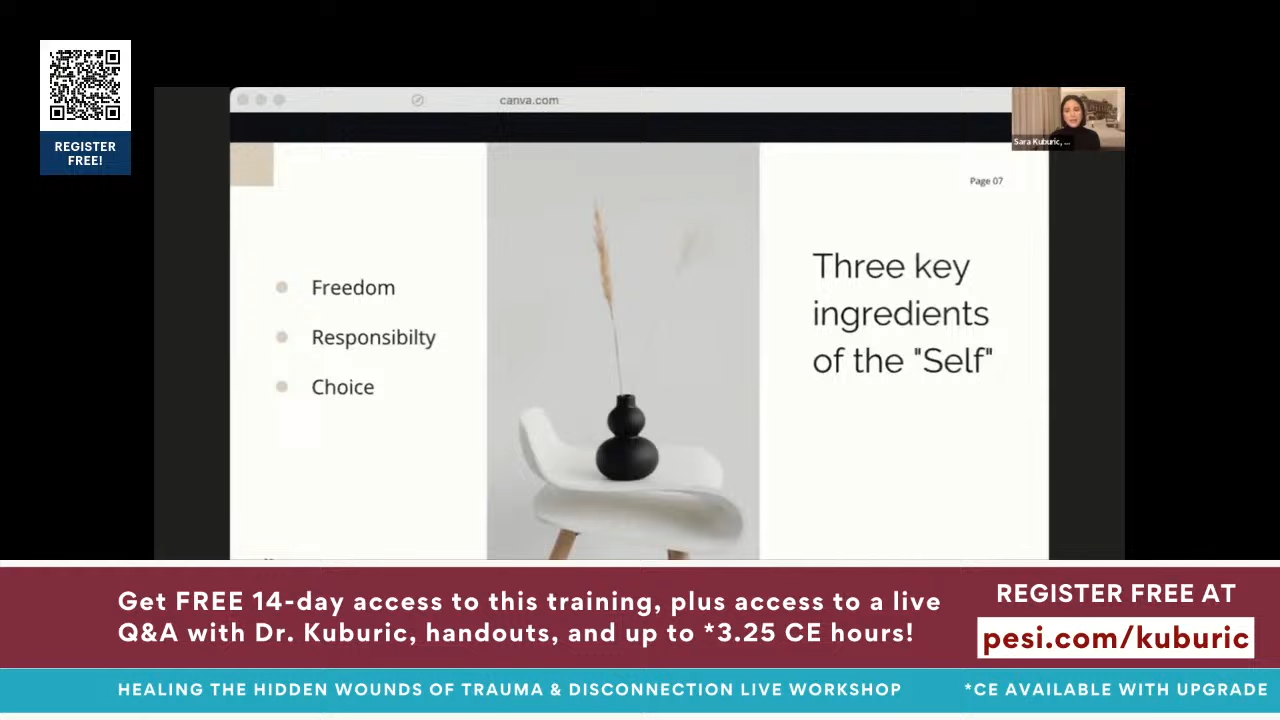 REGISTER
FREE!
canva.com
Sara Kuburic, ...
Page 07
Freedom
Responsibilty
Choice
Three key
ingredients
of the "Self"
Get FREE 14-day access to this training, plus access to a live
Q&A with Dr. Kuburic, handouts, and up to *3.25 CE hours!
REGISTER FREE AT
pesi.com/kuburic
HEALING THE HIDDEN WOUNDS OF TRAUMA & DISCONNECTION LIVE WORKSHOP
*CE AVAILABLE WITH UPGRADE